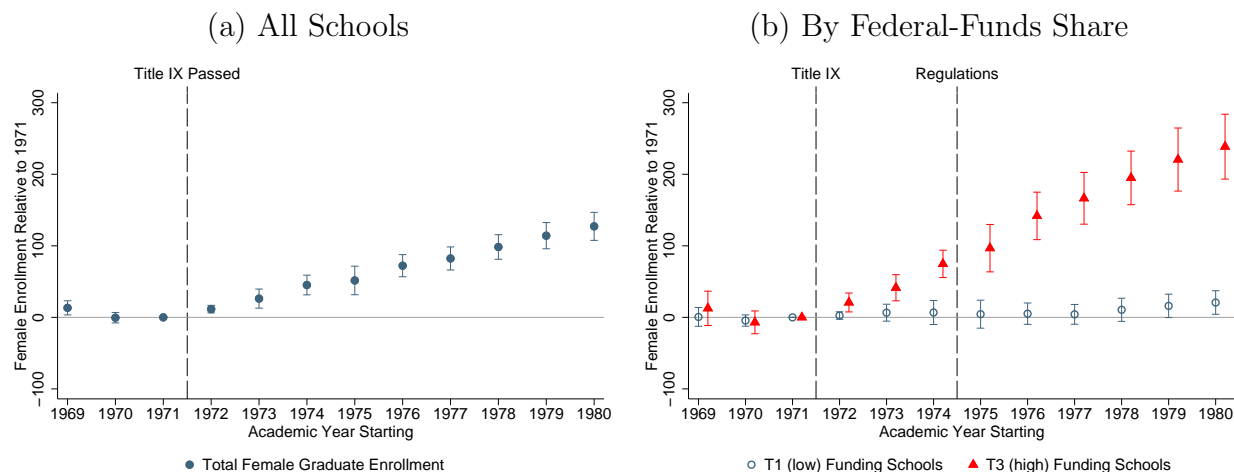 (a) All Schools
Title IX Passed
Female Enrollment Relative to 1971
300
200
100
0
−100
1969 1970 1971 1972 1973 1974 1975 1976 1977 1978 1979 1980
Academic Year Starting
Total Female Graduate Enrollment
(b) By Federal-Funds Share
Title IX Regulations
Female Enrollment Relative to 1971
300
200
100
0
−100
1969 1970 1971 1972 1973 1974 1975 1976 1977 1978 1979 1980
Academic Year Starting
T1 (low) Funding Schools T3 (high) Funding Schools